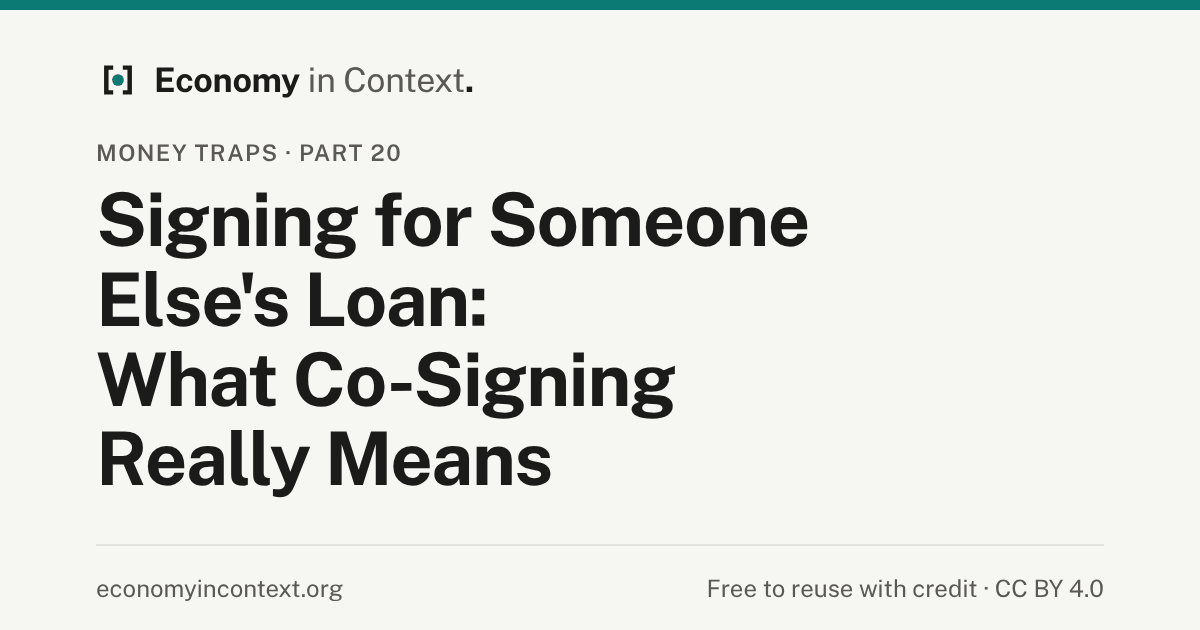 [•] Economy in Context.
MONEY TRAPS · PART 20
Signing for Someone
Else's Loan:
What Co-Signing
Really Means
economyincontext.org
Free to reuse with credit · CC BY 4.0